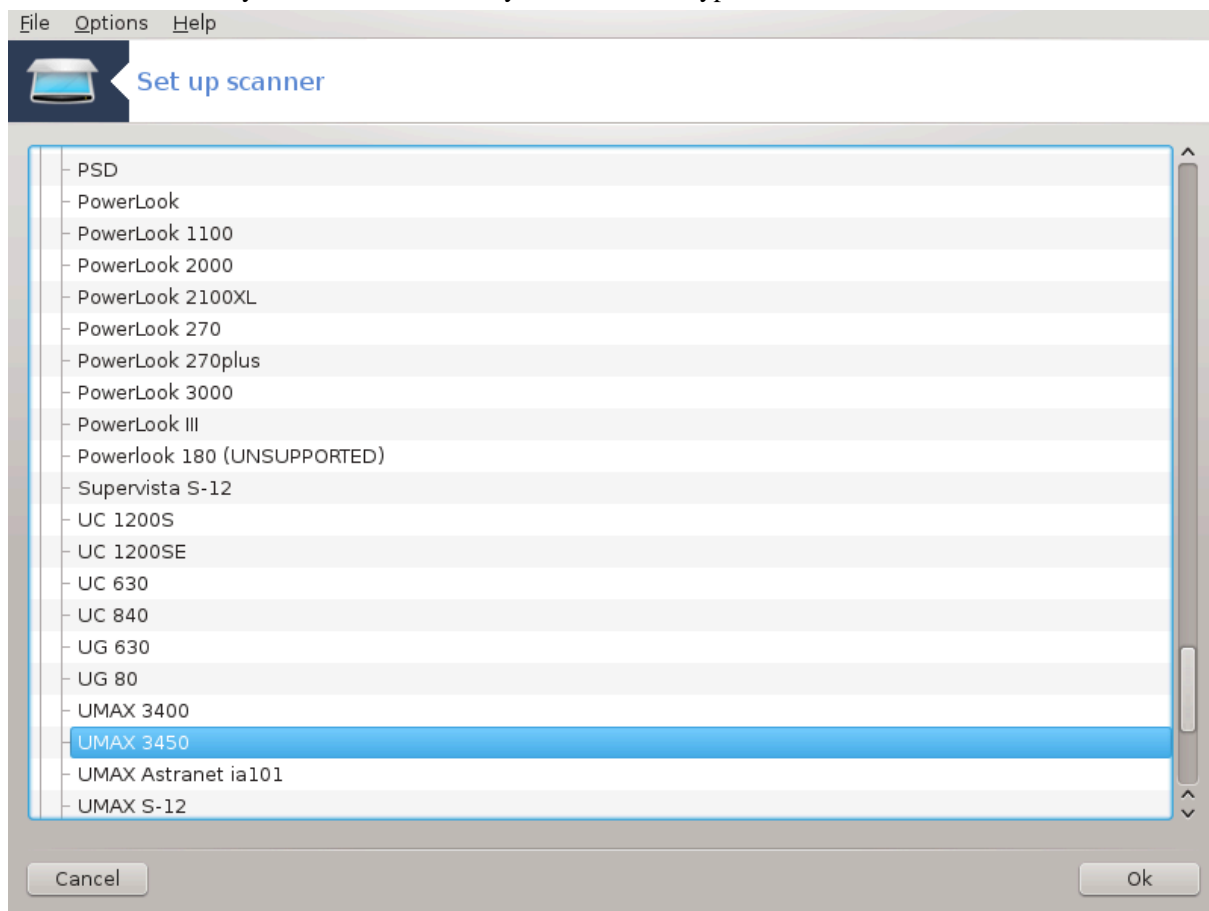 File Options Help
Set up scanner
PSD
PowerLook
PowerLook 1100
PowerLook 2000
PowerLook 2100XL
PowerLook 270
PowerLook 270plus
PowerLook 3000
PowerLook III
Powerlook 180 (UNSUPPORTED)
Supervista S-12
UC 1200S
UC 1200SE
UC 630
UC 840
UG 630
UG 80
UMAX 3400
UMAX 3450
UMAX Astranet ia101
UMAX S-12
Cancel Ok